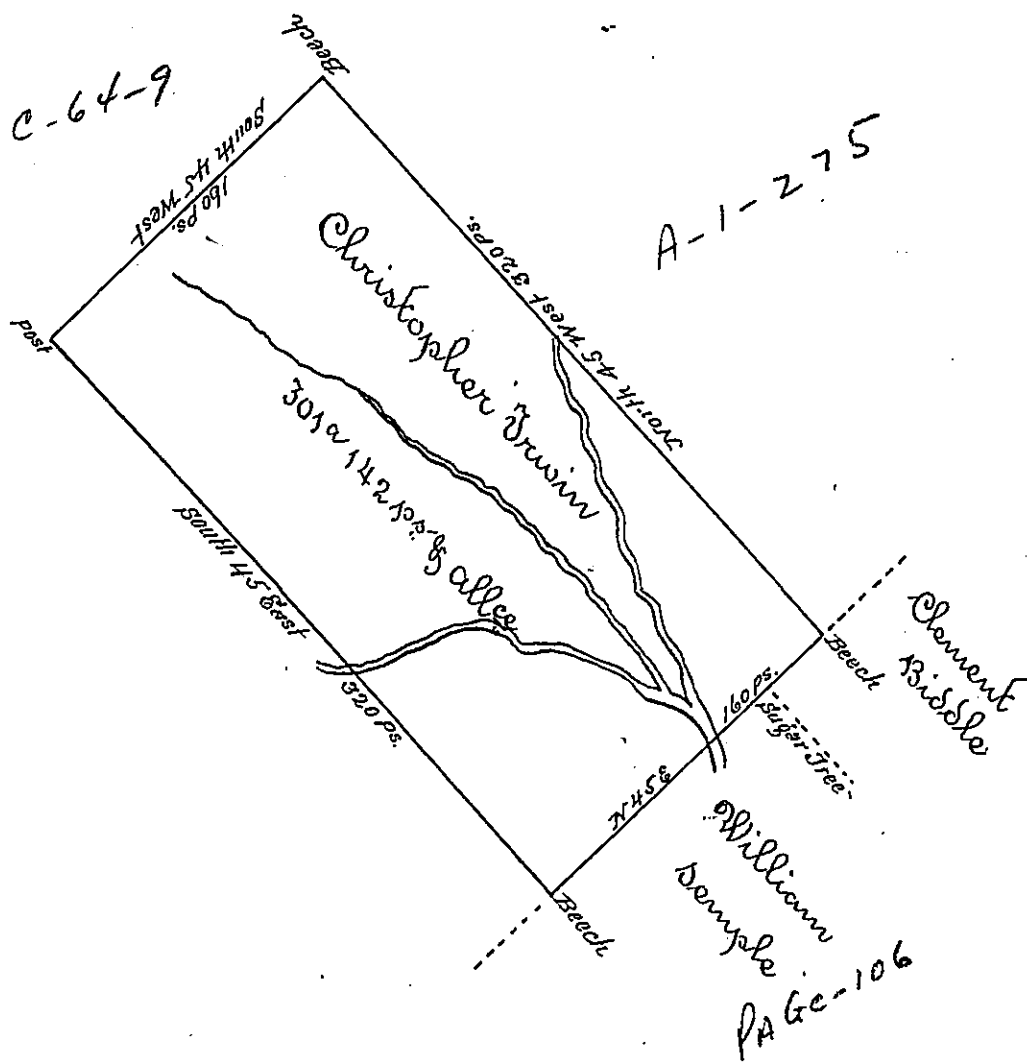 Beech
C-64-9
A-1-275
South 45 West
160 ps.
North 45 West 320 ps.
Christopher Irwin
301a 142 ps. & allce
post
South 45 East
320 ps.
160 ps.
N 45 E
Beech
Sugar Tree
Clement
Biddle
Beech
William
Semple
PAGE-106